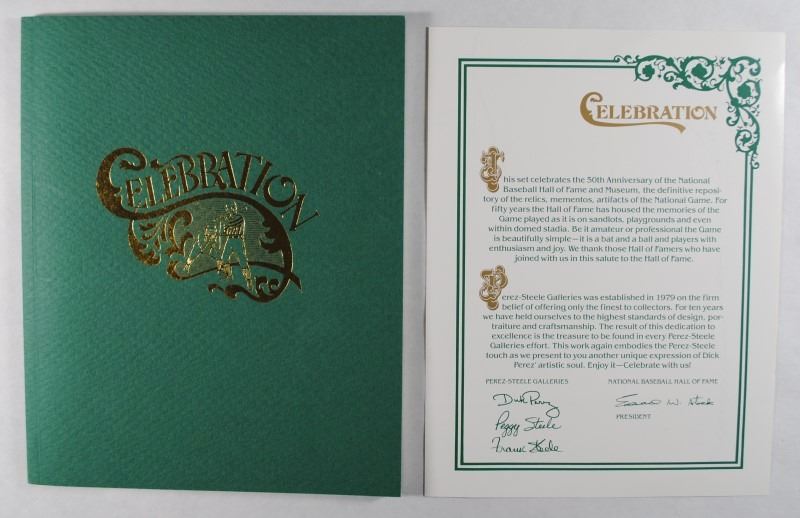 CELEBRATION
CELEBRATION
This set celebrates the 50th Anniversary of the National
Baseball Hall of Fame and Museum, the definitive reposi-
tory of the relics, mementos, artifacts of the National Game. For
fifty years the Hall of Fame has housed the memories of the
Game played as it is on sandlots, playgrounds and even
within domed stadia. Be it amateur or professional the Game
is beautifully simple—it is a bat and a ball and players with
enthusiasm and joy. We thank those Hall of Famers who have
joined with us in this salute to the Hall of Fame.
Perez-Steele Galleries was established in 1979 on the firm
belief of offering only the finest to collectors. For ten years
we have held ourselves to the highest standards of design, por-
traiture and craftsmanship. The result of this dedication to
excellence is the treasure to be found in every Perez-Steele
Galleries effort. This work again embodies the Perez-Steele
touch as we present to you another unique expression of Dick
Perez' artistic soul. Enjoy it—Celebrate with us!
PEREZ-STEELE GALLERIES NATIONAL BASEBALL HALL OF FAME
Dick Perez Edward W. Stack
PRESIDENT
Peggy Steele
Frank Steele